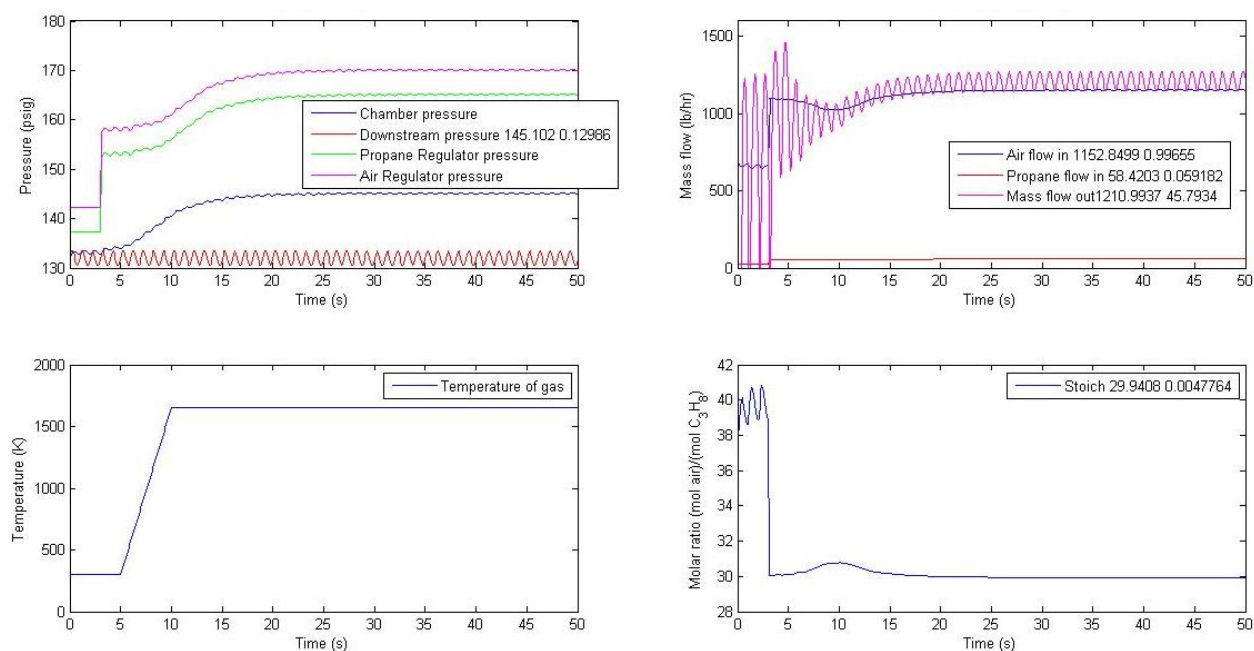 180
170
160
150
140
130
Pressure (psig)
0 5 10 15 20 25 30 35 40 45 50
Time (s)
Chamber pressure
Downstream pressure 145.102 0.12986
Propane Regulator pressure
Air Regulator pressure
1500
1000
500
0
Mass flow (lb/hr)
0 5 10 15 20 25 30 35 40 45 50
Time (s)
Air flow in 1152.8499 0.99655
Propane flow in 58.4203 0.059182
Mass flow out1210.9937 45.7934
2000
1500
1000
500
0
Temperature (K)
0 5 10 15 20 25 30 35 40 45 50
Time (s)
Temperature of gas
42
40
38
36
34
32
30
28
Molar ratio (mol air)/(mol C3H8)
0 5 10 15 20 25 30 35 40 45 50
Time (s)
Stoich 29.9408 0.0047764